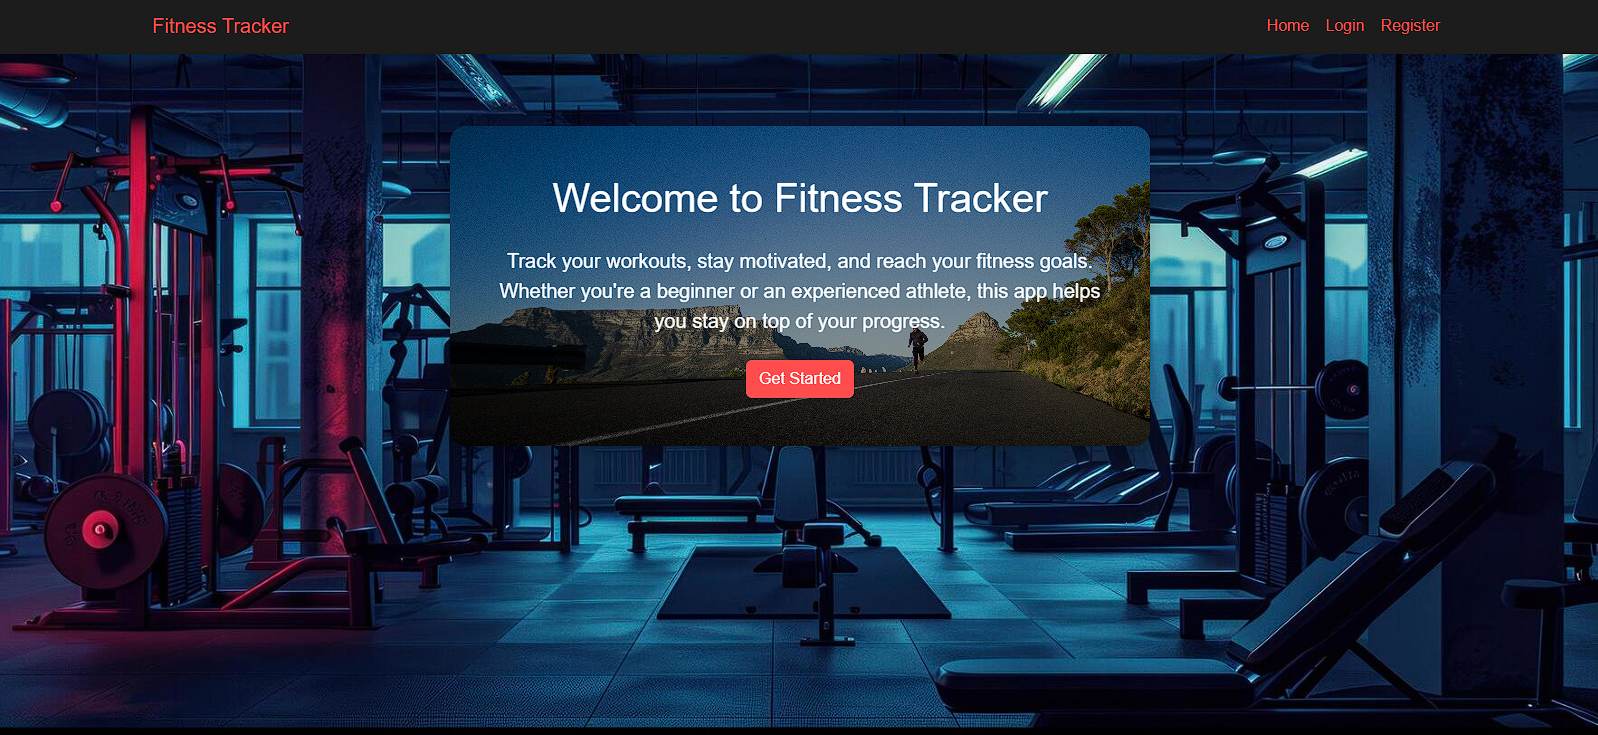 Fitness Tracker
Home Login Register
Welcome to Fitness Tracker
Track your workouts, stay motivated, and reach your fitness goals.
Whether you're a beginner or an experienced athlete, this app helps
you stay on top of your progress.
Get Started